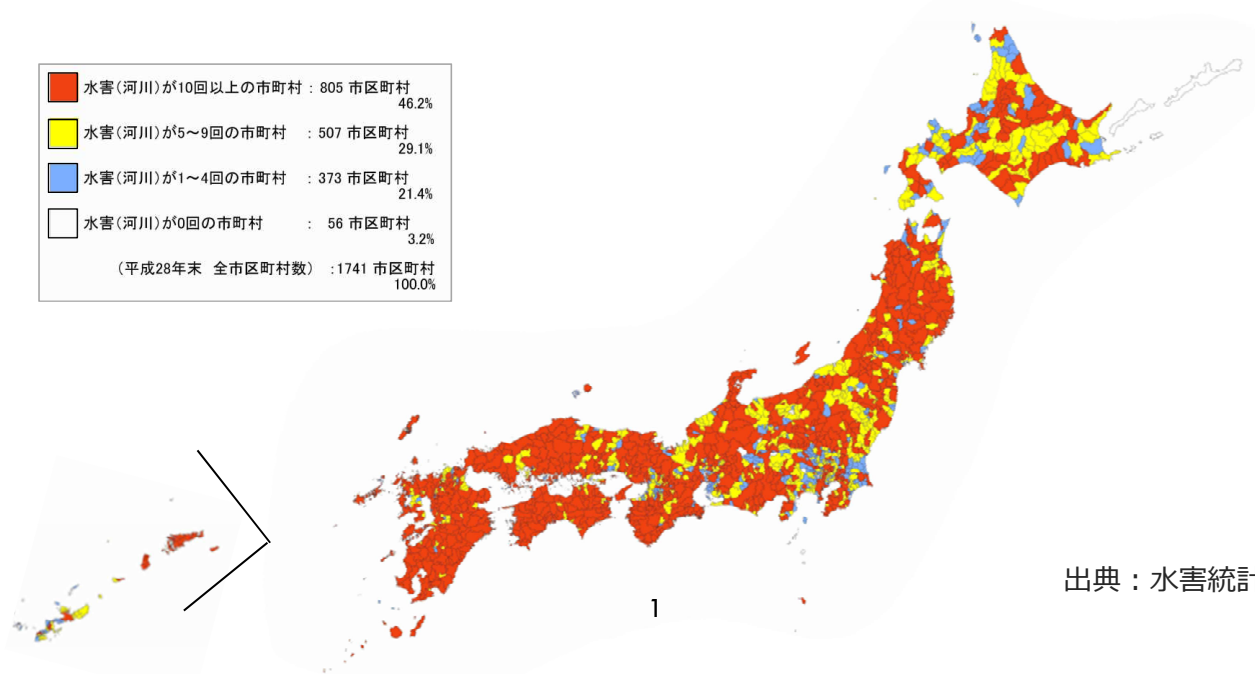 水害(河川)が10回以上の市町村 : 805 市区町村
46.2%
水害(河川)が5～9回の市町村 : 507 市区町村
29.1%
水害(河川)が1～4回の市町村 : 373 市区町村
21.4%
水害(河川)が0回の市町村 : 56 市区町村
3.2%
(平成28年末 全市区町村数) :1741 市区町村
100.0%
1
出典：水害統計